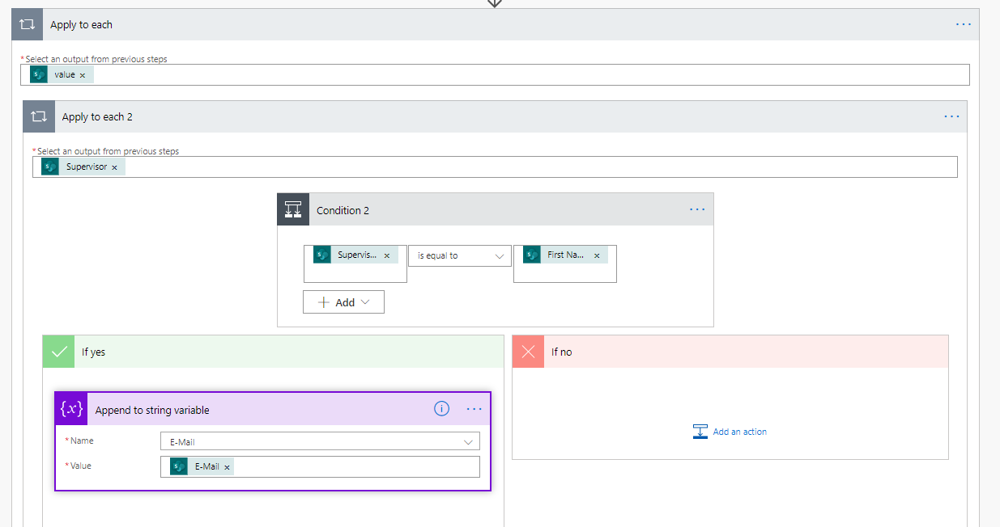 Apply to each
*Select an output from previous steps
value ×
Apply to each 2
*Select an output from previous steps
Supervisor ×
Condition 2
Supervis... × is equal to First Na... ×
+ Add
If yes
If no
{x} Append to string variable
* Name E-Mail
* Value E-Mail ×
Add an action